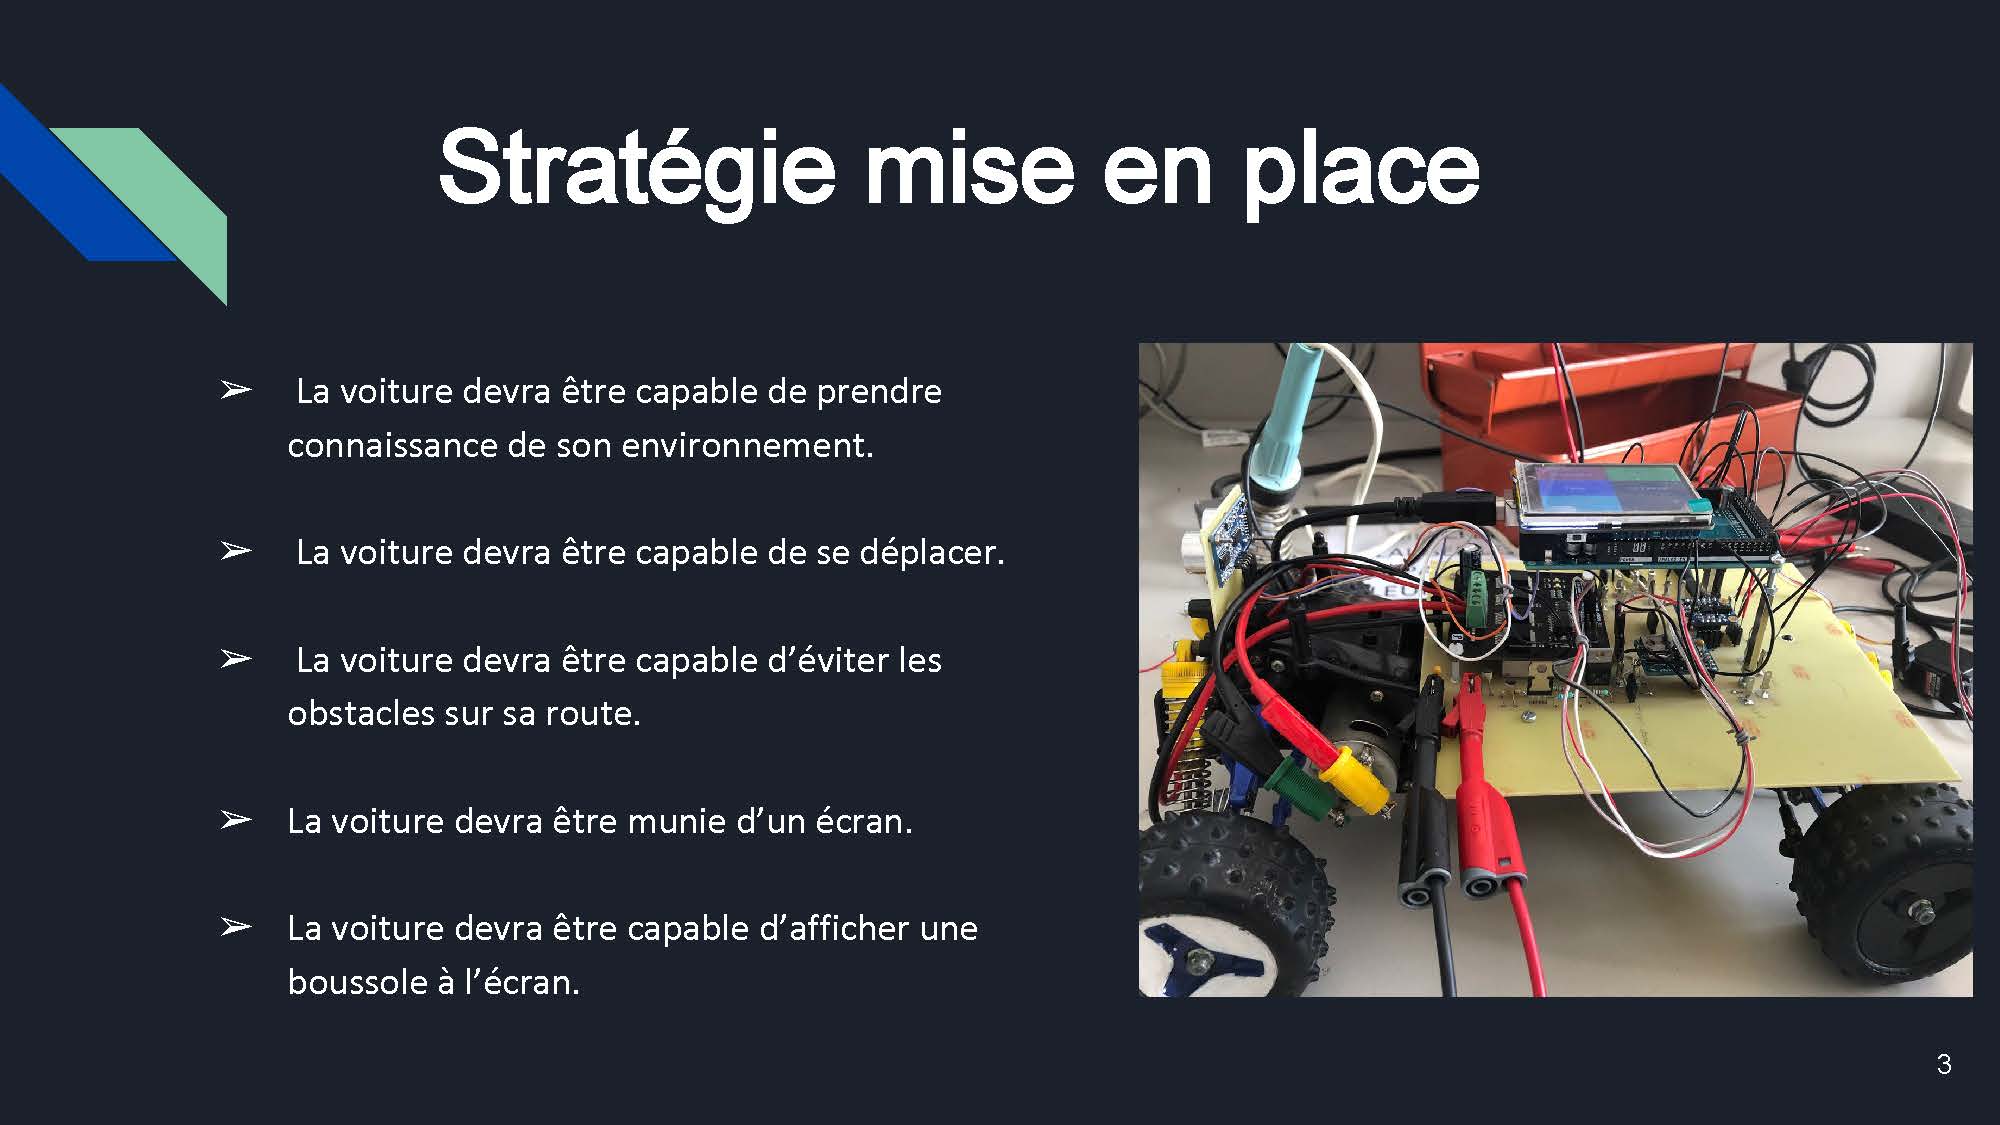 Stratégie mise en place
➢ La voiture devra être capable de prendre
connaissance de son environnement.
➢ La voiture devra être capable de se déplacer.
➢ La voiture devra être capable d’éviter les
obstacles sur sa route.
➢ La voiture devra être munie d’un écran.
➢ La voiture devra être capable d’afficher une
boussole à l’écran.
3